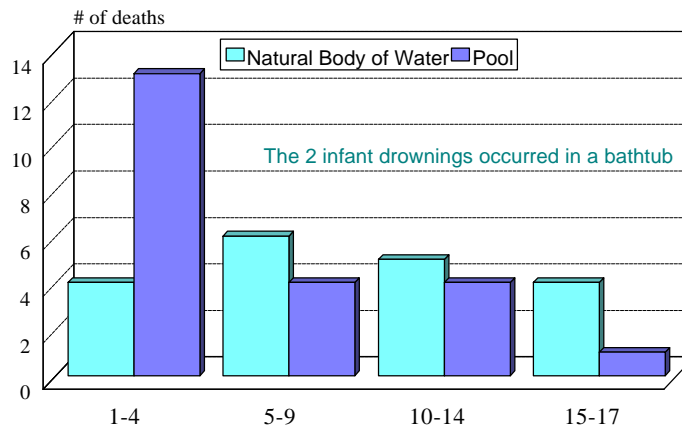 # of deaths
Natural Body of Water Pool
The 2 infant drownings occurred in a bathtub
14
12
10
8
6
4
2
0
1-4 5-9 10-14 15-17